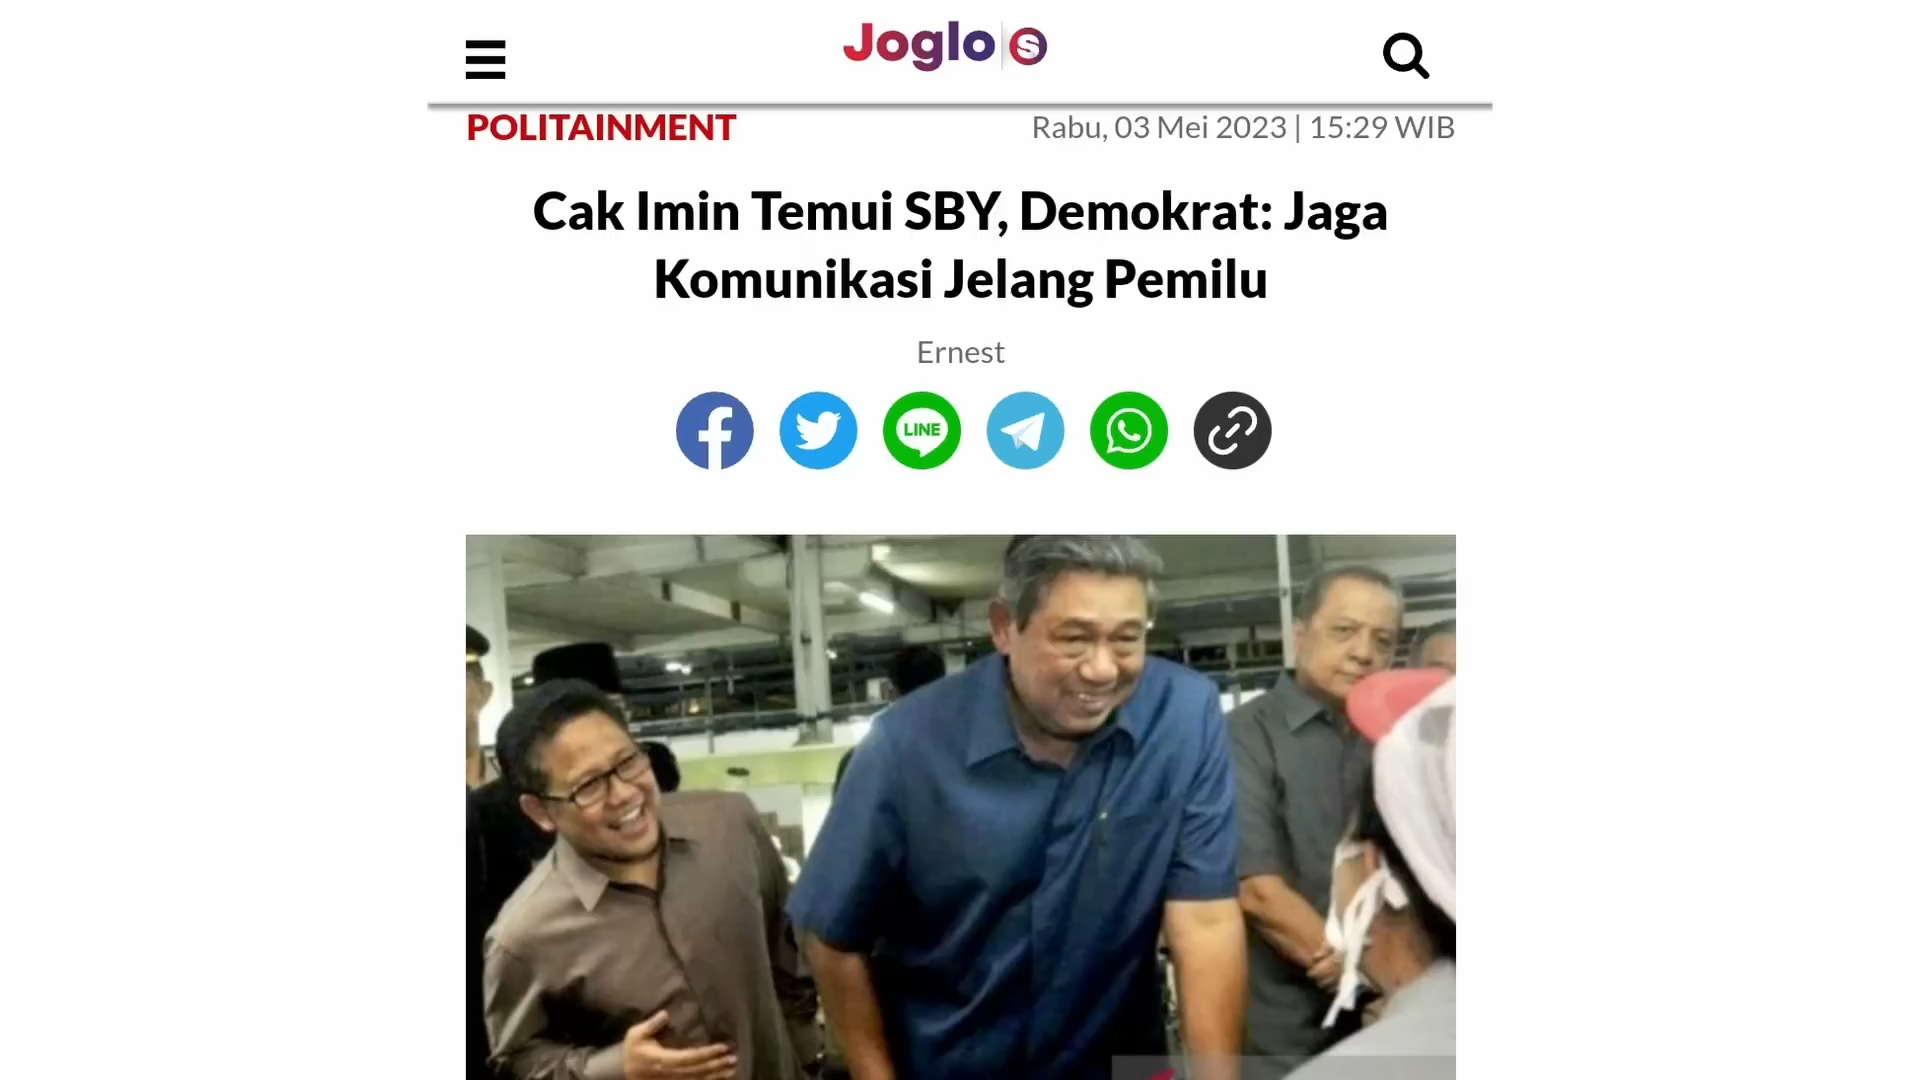 Joglo S
POLITAINMENT
Rabu, 03 Mei 2023 | 15:29 WIB
Cak Imin Temui SBY, Demokrat: Jaga
Komunikasi Jelang Pemilu
Ernest
LINE